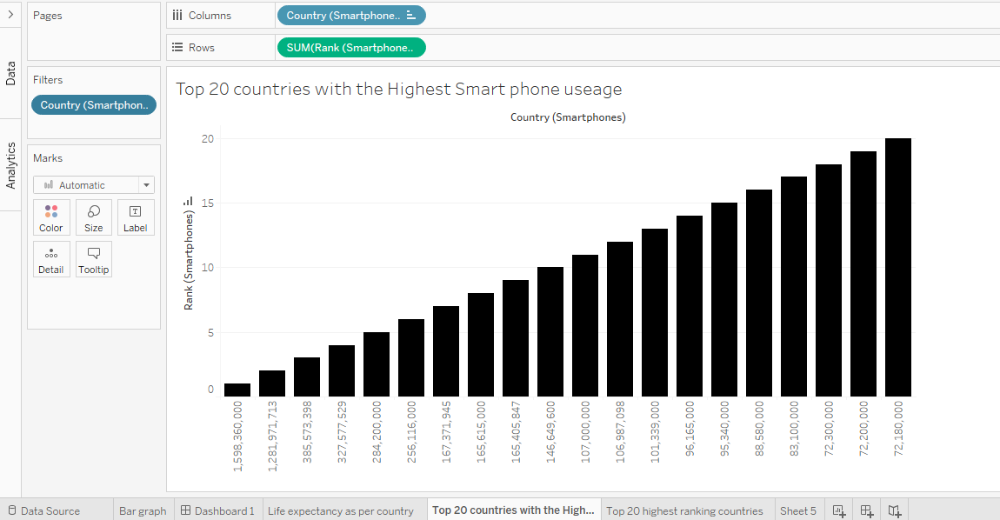 Pages
Columns
Country (Smartphone..
Rows
SUM(Rank (Smartphone..
Data
Analytics
Filters
Country (Smartphon..
Marks
Automatic
Color
Size
Label
Detail
Tooltip
Top 20 countries with the Highest Smart phone useage
Country (Smartphones)
Rank (Smartphones)
20
15
10
5
0
1,598,360,000
1,281,971,713
385,573,398
327,577,529
284,200,000
256,116,000
167,371,945
165,615,000
165,405,847
146,649,600
107,000,000
106,987,098
101,339,000
96,165,000
95,340,000
88,580,000
83,100,000
72,300,000
72,200,000
72,180,000
Data Source
Bar graph
Dashboard 1
Life expectancy as per country
Top 20 countries with the High...
Top 20 highest ranking countries
Sheet 5